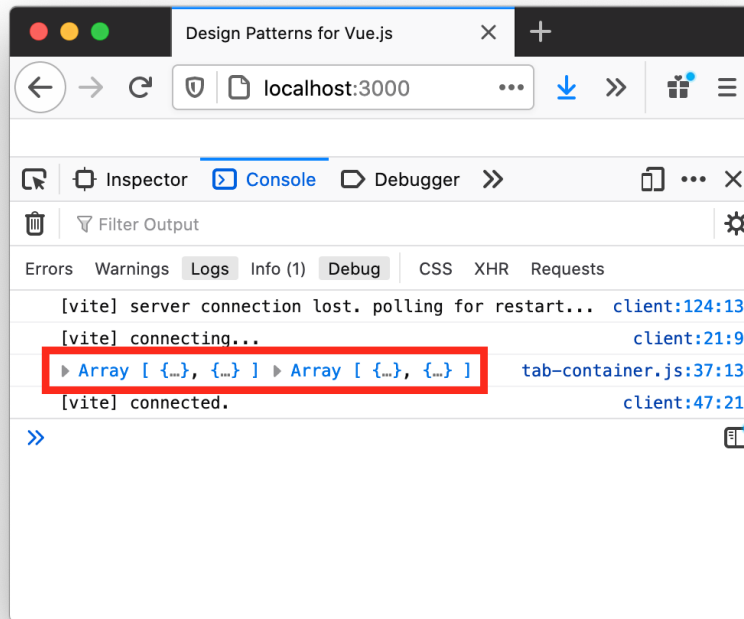 Design Patterns for Vue.js
localhost:3000
Inspector Console Debugger
Filter Output
Errors Warnings Logs Info (1) Debug CSS XHR Requests
[vite] server connection lost. polling for restart... client:124:13
[vite] connecting... client:21:9
Array [ {…}, {…} ] Array [ {…}, {…} ] tab-container.js:37:13
[vite] connected. client:47:21